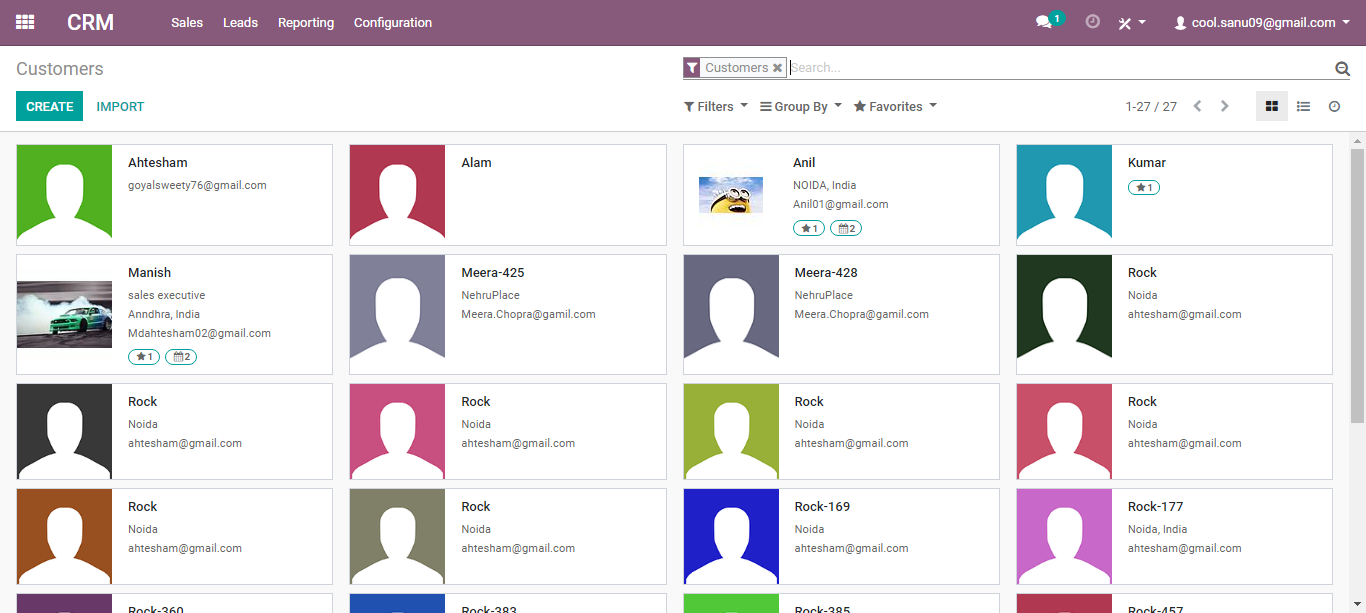 CRM Sales Leads Reporting Configuration 1 cool.sanu09@gmail.com
Customers Customers Search...
CREATE IMPORT Filters Group By Favorites 1-27 / 27
Ahtesham
goyalsweety76@gmail.com
Alam
Anil
NOIDA, India
Anil01@gmail.com
1 2
Kumar
1
Manish
sales executive
Anndhra, India
Mdahtesham02@gmail.com
1 2
Meera-425
NehruPlace
Meera.Chopra@gamil.com
Meera-428
NehruPlace
Meera.Chopra@gamil.com
Rock
Noida
ahtesham@gmail.com
Rock
Noida
ahtesham@gmail.com
Rock
Noida
ahtesham@gmail.com
Rock
Noida
ahtesham@gmail.com
Rock
Noida
ahtesham@gmail.com
Rock
Noida
ahtesham@gmail.com
Rock
Noida
ahtesham@gmail.com
Rock-169
Noida
ahtesham@gmail.com
Rock-177
Noida, India
ahtesham@gmail.com
Rock-360
Rock-383
Rock-385
Rock-457